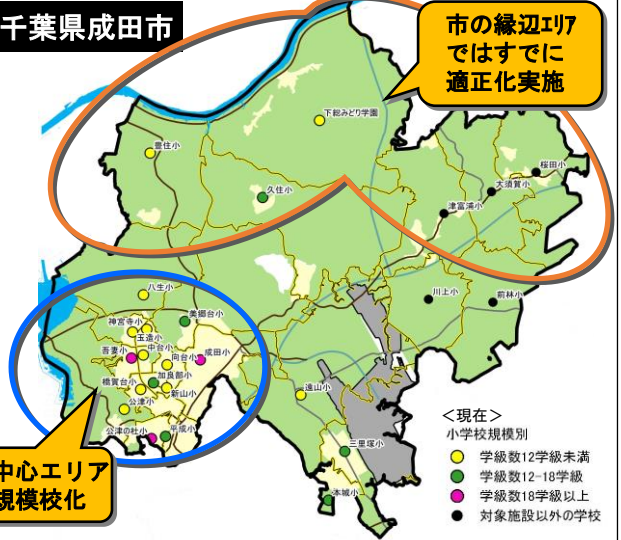 千葉県成田市
市の縁辺エリア
ではすでに
適正化実施
下総みどり学園
豊住小
久住小
桜田小
大須賀小
津富浦小
川上小
前林小
八生小
美郷台小
神宮寺小
玉造小
中台小
吾妻小
向台小
成田小
加良部小
橋賀台小
新山小
公津小
公津の杜小
平成小
遠山小
三里塚小
本城小
中心エリア
規模校化
<現在>
小学校規模別
学級数12学級未満
学級数12-18学級
学級数18学級以上
対象施設以外の学校